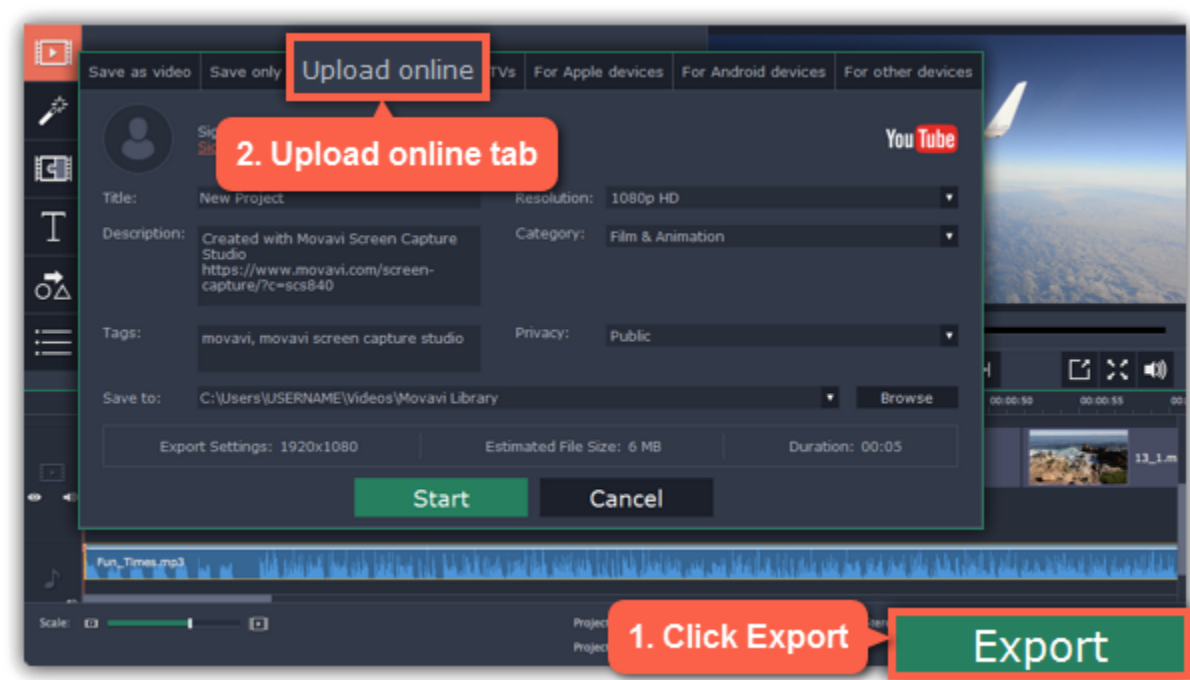 Save as video
Save only
Upload online
TVs
For Apple devices
For Android devices
For other devices
2. Upload online tab
You Tube
Title:
New Project
Resolution:
1080p HD
Description:
Created with Movavi Screen Capture
Studio
https://www.movavi.com/screen-
capture/?c=scs840
Category:
Film & Animation
Tags:
movavi, movavi screen capture studio
Privacy:
Public
Save to:
C:\Users\USERNAME\Videos\Movavi Library
Browse
00:00:50
00:00:55
Export Settings: 1920x1080
Estimated File Size: 6 MB
Duration: 00:05
13_1.m
Start
Cancel
Fun_Times.mp3
Scale:
1. Click Export
Export